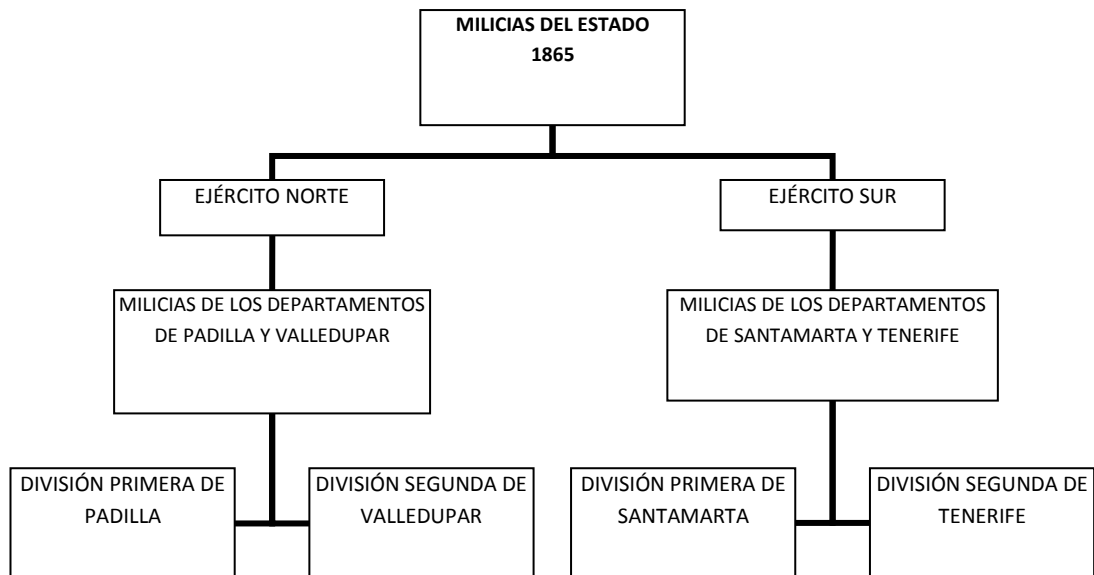 MILICIAS DEL ESTADO
1865
EJÉRCITO NORTE
EJÉRCITO SUR
MILICIAS DE LOS DEPARTAMENTOS
DE PADILLA Y VALLEDUPAR
MILICIAS DE LOS DEPARTAMENTOS
DE SANTAMARTA Y TENERIFE
DIVISIÓN PRIMERA DE
PADILLA
DIVISIÓN SEGUNDA DE
VALLEDUPAR
DIVISIÓN PRIMERA DE
SANTAMARTA
DIVISIÓN SEGUNDA DE
TENERIFE